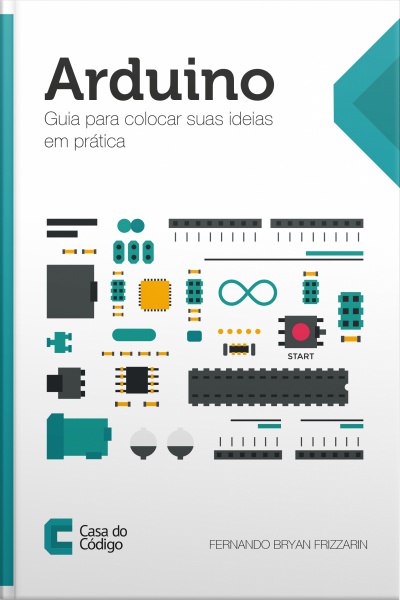 Arduino
Guia para colocar suas ideias
em prática
START
Casa do
Código
FERNANDO BRYAN FRIZZARIN